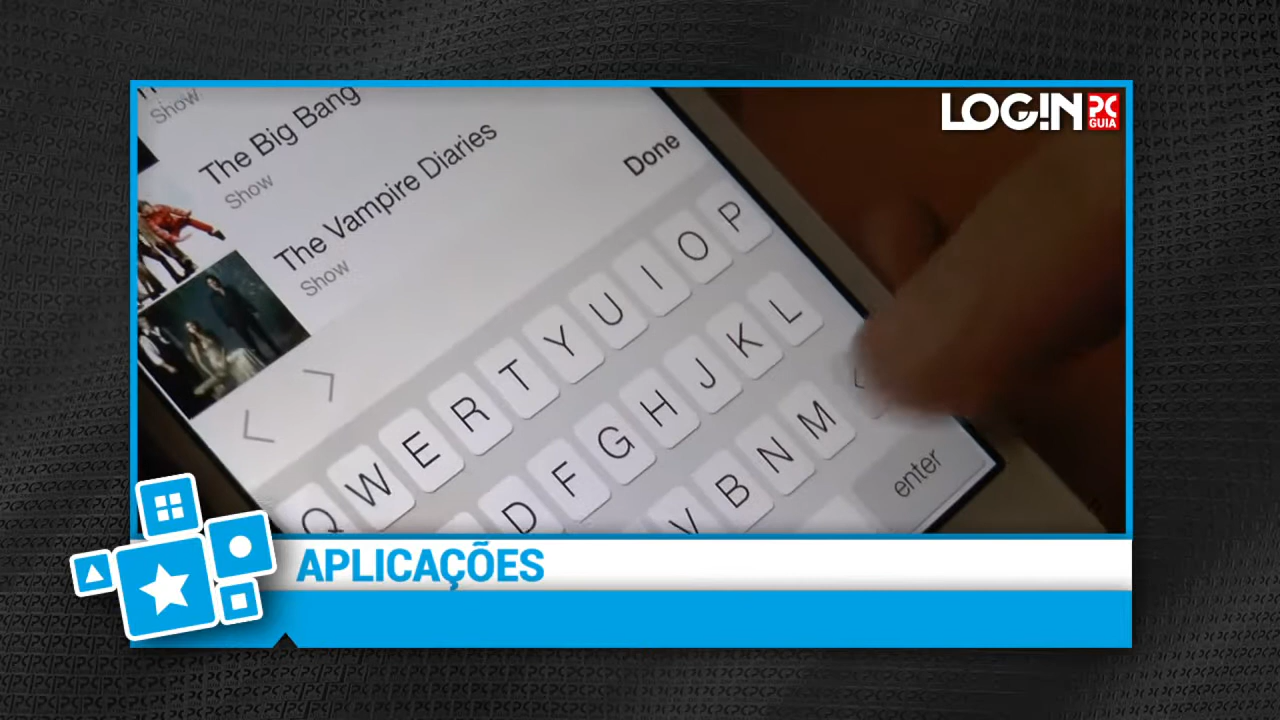 LOG!N PC GUIA
Show
The Big Bang
Show
The Vampire Diaries
Show
Done
Q W E R T Y U I O P
D F G H J K L
V B N M
enter
APLICAÇÕES